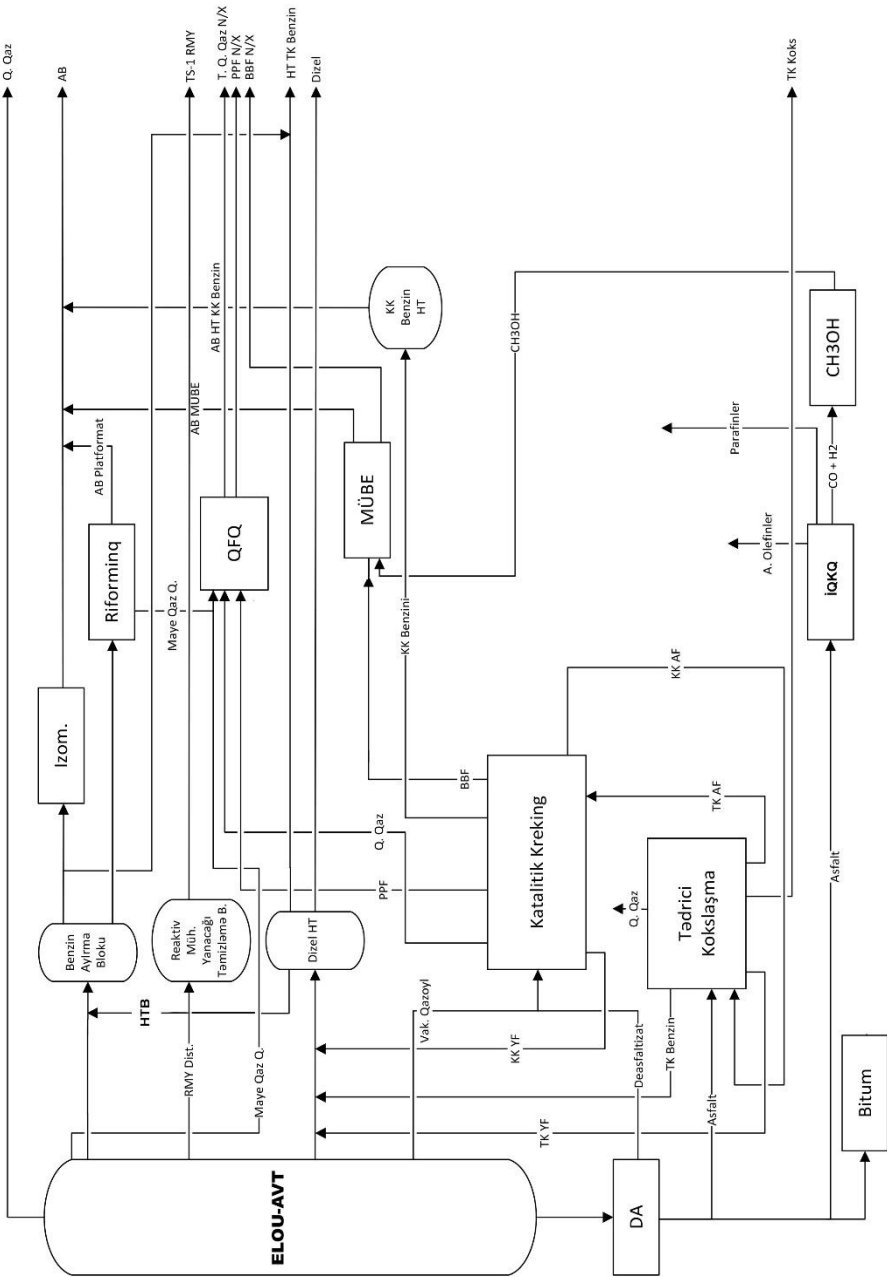 Q. Qaz
AB
TS-1 RMY
T. Q. Qaz N/X
PPF N/X
BBF N/X
HT TK Benzin
Dizel
TK Koks
AB Platformat
AB MUBE
AB HT KK Benzin
KK
Benzin
HT
CH3OH
CH3OH
Parafinler
CO + H2
A. Olefinler
İQKQ
Izom.
Riforminq
Maye Qaz Q.
QFQ
MÜBE
KK Benzini
BBF
KK AF
Q. Qaz
PPF
Katalitik Kreking
TK AF
Q. Qaz
Tədrici
Kokslaşma
Asfalt
Benzin
Aylrma
Bloku
Reaktiv
Müh.
Yanacağı
Təmizləmə B.
Dizel HT
HTB
RMY Dist.
Maye Qaz Q.
Vak. Qazoyl
KK YF
Deasfaltizat
TK Benzin
TK YF
Asfalt
ELOU-AVT
DA
Bitum